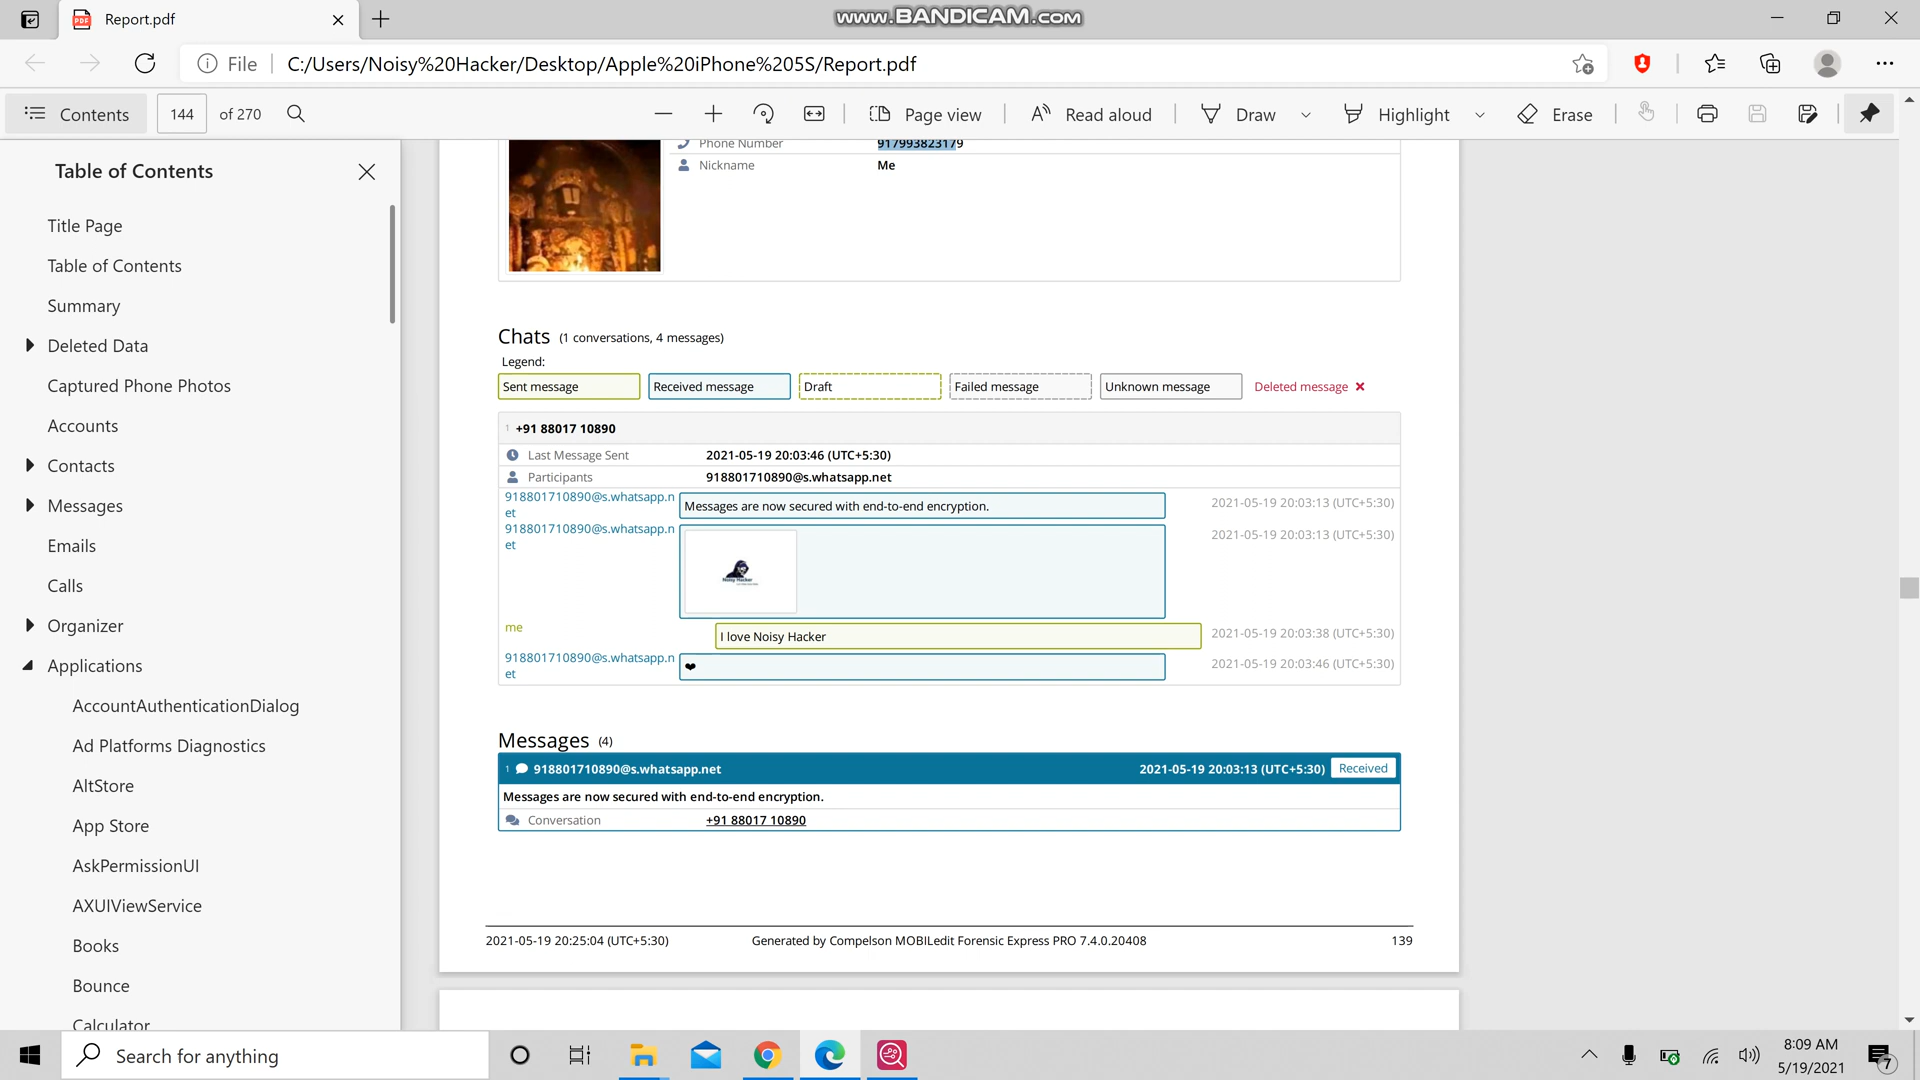 Report.pdf
www.BANDICAM.com
File
C:/Users/Noisy%20Hacker/Desktop/Apple%20iPhone%205S/Report.pdf
Contents
144
of 270
Page view
Read aloud
Draw
Highlight
Erase
Table of Contents
Title Page
Table of Contents
Summary
Deleted Data
Captured Phone Photos
Accounts
Contacts
Messages
Emails
Calls
Organizer
Applications
AccountAuthenticationDialog
Ad Platforms Diagnostics
AltStore
App Store
AskPermissionUI
AXUIViewService
Books
Bounce
Calculator
Phone Number 917993823179
Nickname Me
Chats (1 conversations, 4 messages)
Legend:
Sent message Received message Draft Failed message Unknown message Deleted message
1 +91 88017 10890
Last Message Sent 2021-05-19 20:03:46 (UTC+5:30)
Participants 918801710890@s.whatsapp.net
918801710890@s.whatsapp.n
et
Messages are now secured with end-to-end encryption.
2021-05-19 20:03:13 (UTC+5:30)
918801710890@s.whatsapp.n
et
Noisy Hacker
2021-05-19 20:03:13 (UTC+5:30)
me
I love Noisy Hacker
2021-05-19 20:03:38 (UTC+5:30)
918801710890@s.whatsapp.n
et
❤
2021-05-19 20:03:46 (UTC+5:30)
Messages (4)
1 918801710890@s.whatsapp.net 2021-05-19 20:03:13 (UTC+5:30) Received
Messages are now secured with end-to-end encryption.
Conversation +91 88017 10890
2021-05-19 20:25:04 (UTC+5:30) Generated by Compelson MOBILedit Forensic Express PRO 7.4.0.20408 139
Search for anything
8:09 AM
5/19/2021
7